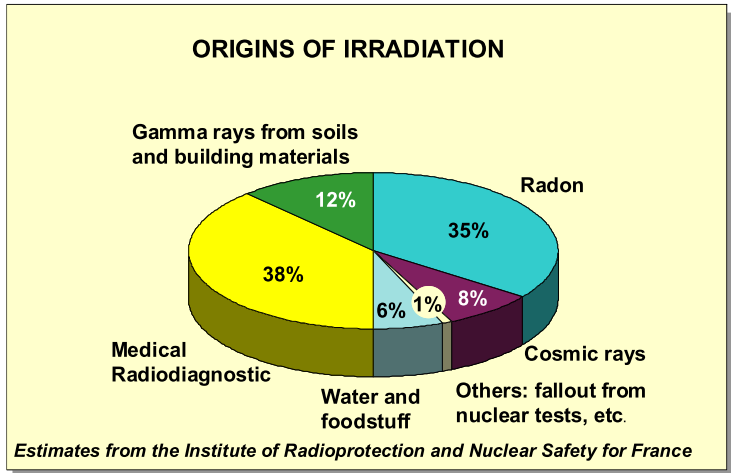 ORIGINS OF IRRADIATION
Gamma rays from soils
and building materials
12%
Radon
35%
38%
6%
1%
8%
Medical
Radiodiagnostic
Water and
foodstuff
Cosmic rays
Others: fallout from
nuclear tests, etc.
Estimates from the Institute of Radioprotection and Nuclear Safety for France